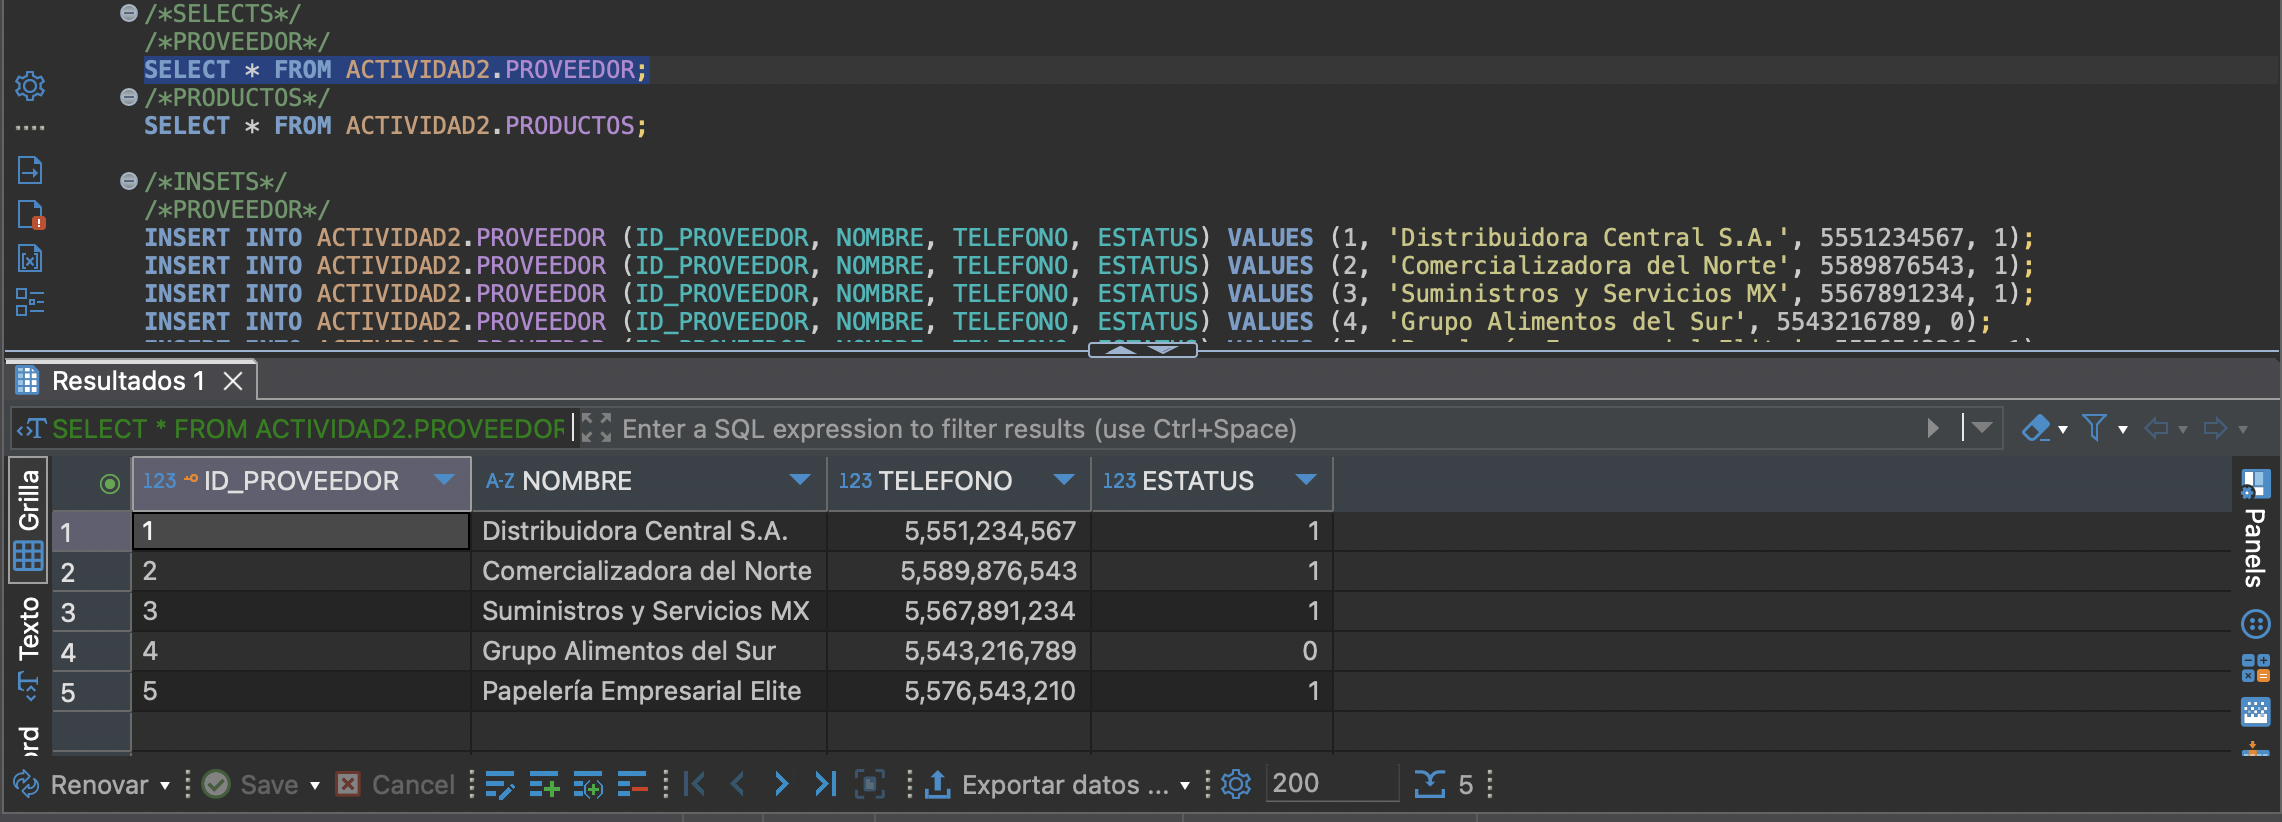 /*SELECTS*/
/*PROVEEDOR*/
SELECT * FROM ACTIVIDAD2.PROVEEDOR;
/*PRODUCTOS*/
SELECT * FROM ACTIVIDAD2.PRODUCTOS;
/*INSETS*/
/*PROVEEDOR*/
INSERT INTO ACTIVIDAD2.PROVEEDOR (ID_PROVEEDOR, NOMBRE, TELEFONO, ESTATUS) VALUES (1, 'Distribuidora Central S.A.', 5551234567, 1);
INSERT INTO ACTIVIDAD2.PROVEEDOR (ID_PROVEEDOR, NOMBRE, TELEFONO, ESTATUS) VALUES (2, 'Comercializadora del Norte', 5589876543, 1);
INSERT INTO ACTIVIDAD2.PROVEEDOR (ID_PROVEEDOR, NOMBRE, TELEFONO, ESTATUS) VALUES (3, 'Suministros y Servicios MX', 5567891234, 1);
INSERT INTO ACTIVIDAD2.PROVEEDOR (ID_PROVEEDOR, NOMBRE, TELEFONO, ESTATUS) VALUES (4, 'Grupo Alimentos del Sur', 5543216789, 0);
Resultados 1
SELECT * FROM ACTIVIDAD2.PROVEEDOR Enter a SQL expression to filter results (use Ctrl+Space)
Grilla
Texto
123 ID_PROVEEDOR A-Z NOMBRE 123 TELEFONO 123 ESTATUS
1 1 Distribuidora Central S.A. 5,551,234,567 1
2 2 Comercializadora del Norte 5,589,876,543 1
3 3 Suministros y Servicios MX 5,567,891,234 1
4 4 Grupo Alimentos del Sur 5,543,216,789 0
5 5 Papelería Empresarial Elite 5,576,543,210 1
Panels
Renovar Save Cancel Exportar datos ... 200 5